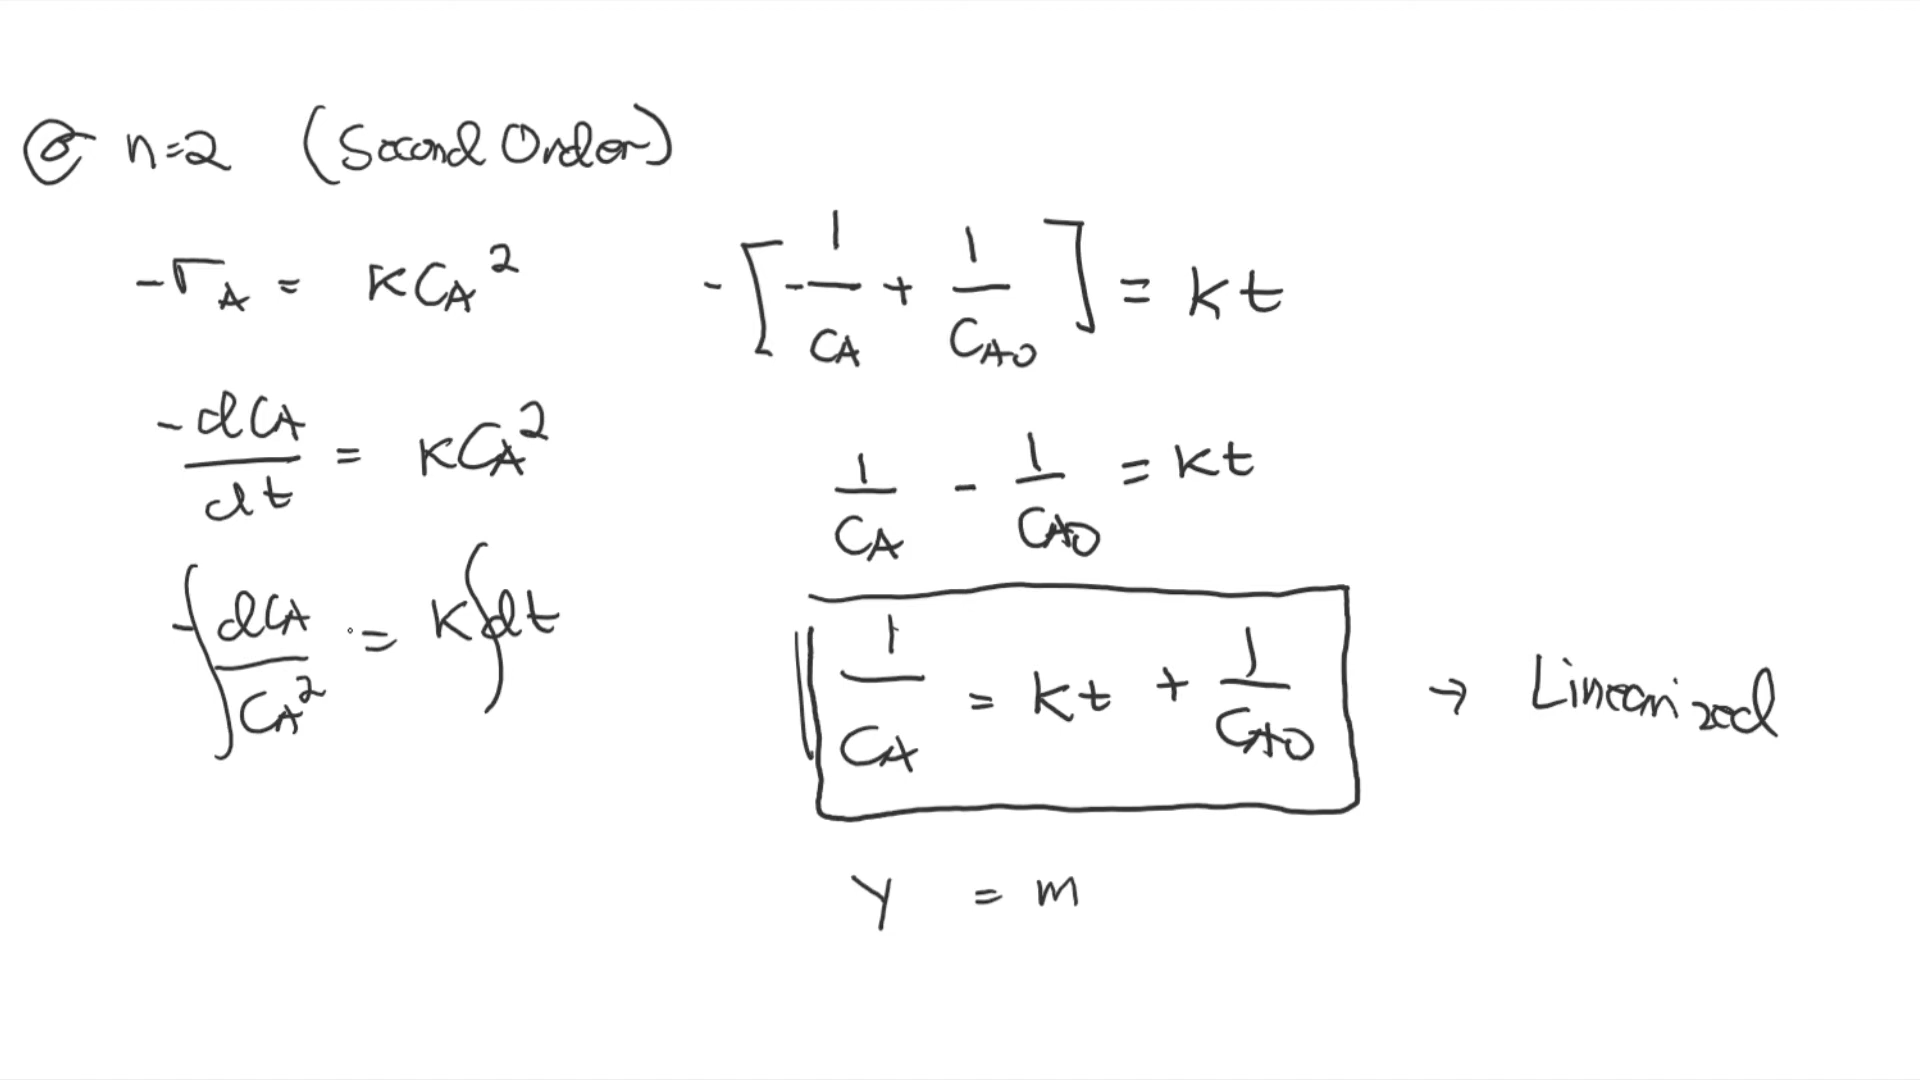 @ n=2 (Second Order)
-rA = KCA²
-dCA/dt = KCA²
-∫dCA/CA² = K∫dt
-[-1/CA + 1/CA0] = kt
1/CA - 1/CA0 = kt
1/CA = kt + 1/CA0 → Linearized
y = m